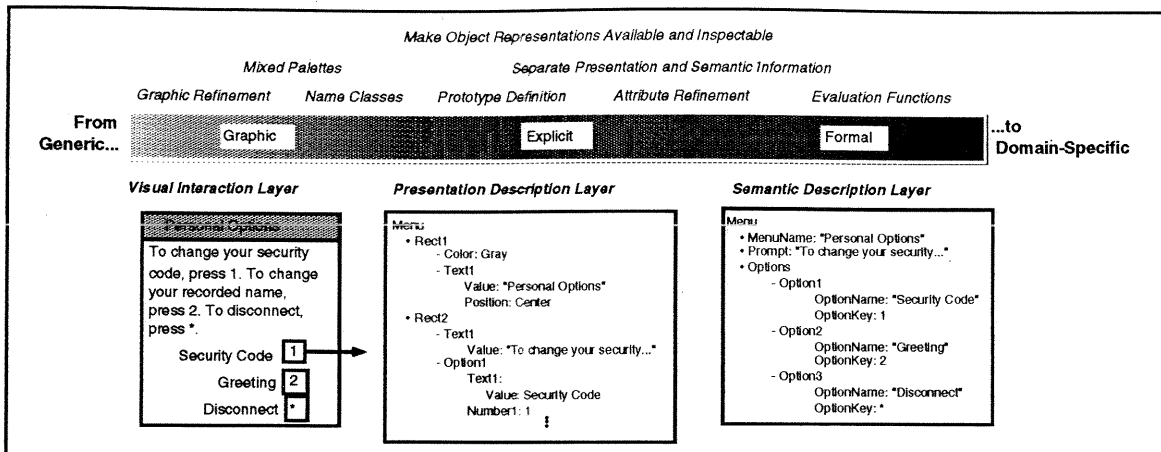 Make Object Representations Available and Inspectable
Mixed Palettes Separate Presentation and Semantic Information
Graphic Refinement Name Classes Prototype Definition Attribute Refinement Evaluation Functions
From Generic... Graphic Explicit Formal ...to Domain-Specific
Visual Interaction Layer
Personal Options
To change your security
code, press 1. To change
your recorded name,
press 2. To disconnect,
press *.
Security Code 1
Greeting 2
Disconnect *
Presentation Description Layer
Menu
• Rect1
- Color: Gray
- Text1
Value: "Personal Options"
Position: Center
• Rect2
- Text1
Value: "To change your security..."
- Option1
Text1:
Value: Security Code
Number1: 1
⋮
Semantic Description Layer
Menu
• MenuName: "Personal Options"
• Prompt: "To change your security..."
• Options
- Option1
OptionName: "Security Code"
OptionKey: 1
- Option2
OptionName: "Greeting"
OptionKey: 2
- Option3
OptionName: "Disconnect"
OptionKey: *